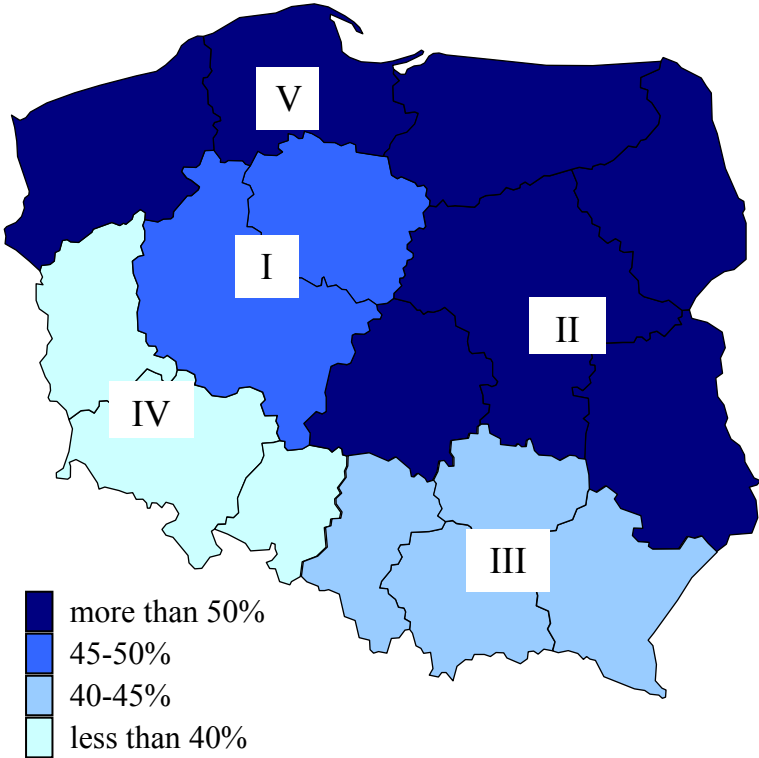 V
I
II
IV
III
more than 50%
45-50%
40-45%
less than 40%